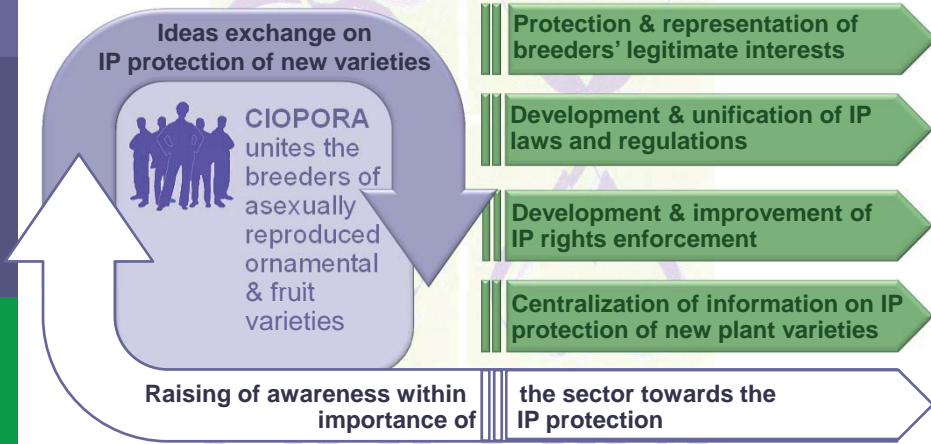 Ideas exchange on
IP protection of new varieties
CIOPORA
unites the
breeders of
asexually
reproduced
ornamental
& fruit
varieties
Protection & representation of
breeders’ legitimate interests
Development & unification of IP
laws and regulations
Development & improvement of
IP rights enforcement
Centralization of information on IP
protection of new plant varieties
Raising of awareness within the sector towards the
importance of IP protection